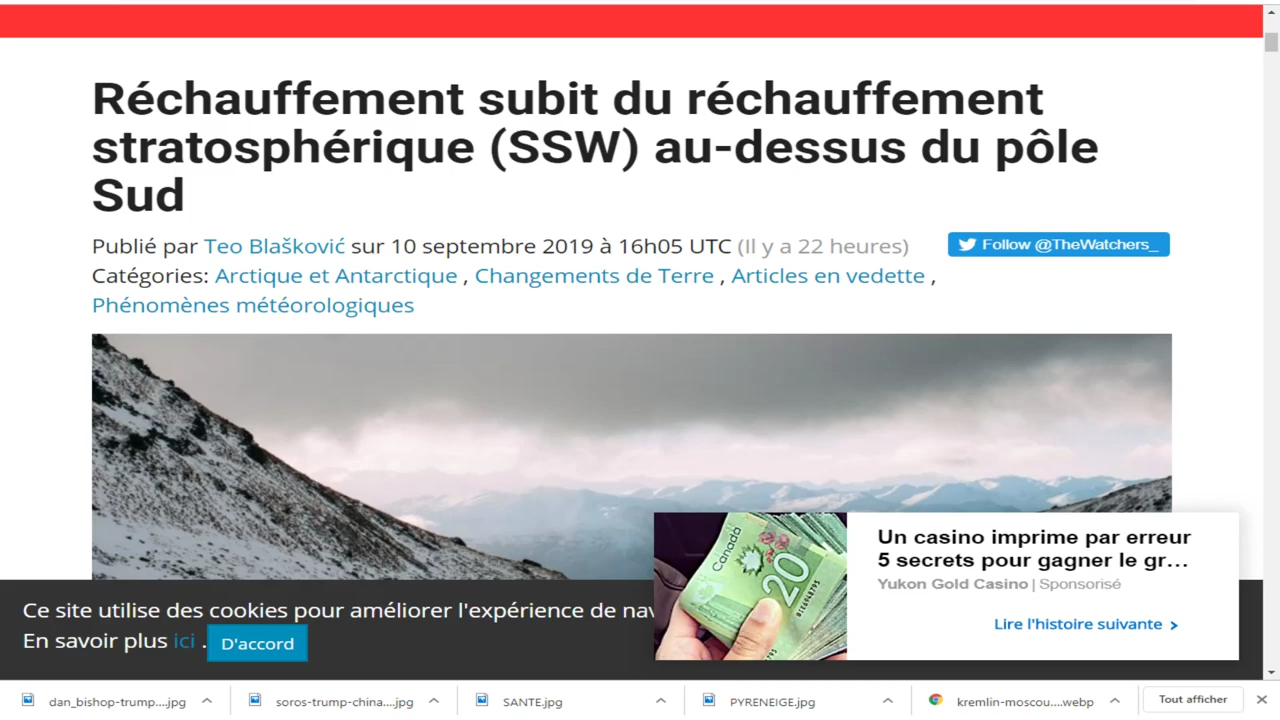 Réchauffement subit du réchauffement
stratosphérique (SSW) au-dessus du pôle
Sud
Publié par Teo Blašković sur 10 septembre 2019 à 16h05 UTC (Il y a 22 heures)
Follow @TheWatchers_
Catégories: Arctique et Antarctique , Changements de Terre , Articles en vedette ,
Phénomènes météorologiques
Un casino imprime par erreur
5 secrets pour gagner le gr…
Yukon Gold Casino | Sponsorisé
Lire l'histoire suivante >
Canada
20
Ce site utilise des cookies pour améliorer l'expérience de nav
En savoir plus ici .
D'accord
dan_bishop-trump....jpg
soros-trump-china....jpg
SANTE.jpg
PYRENEIGE.jpg
kremlin-moscou....webp
Tout afficher